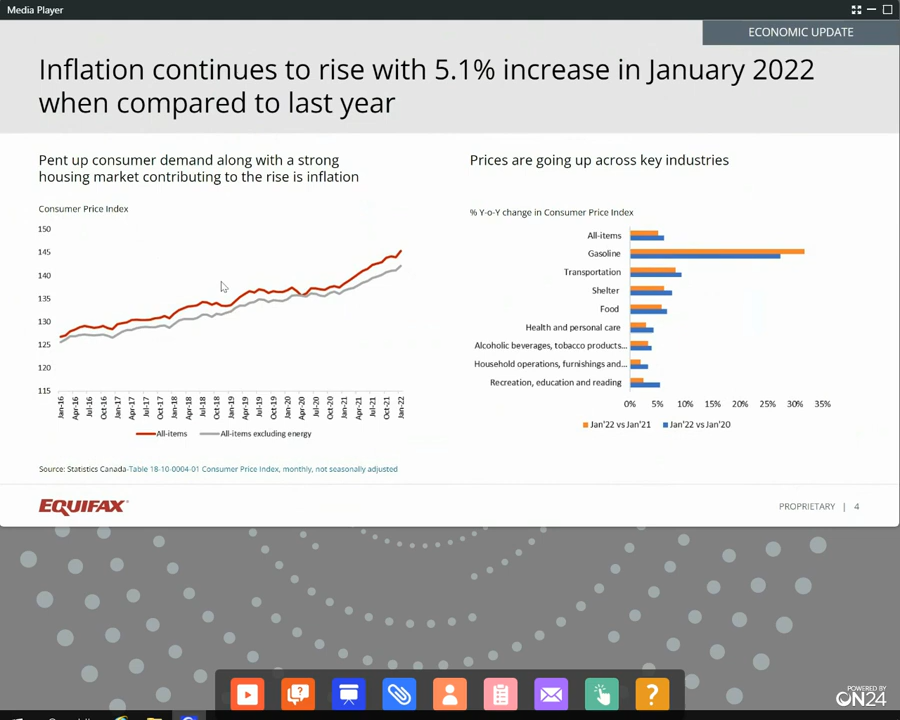 Media Player
ECONOMIC UPDATE
Inflation continues to rise with 5.1% increase in January 2022
when compared to last year
Pent up consumer demand along with a strong
housing market contributing to the rise is inflation
Consumer Price Index
150
145
140
135
130
125
120
115
Jan-16
Apr-16
Jul-16
Oct-16
Jan-17
Apr-17
Jul-17
Oct-17
Jan-18
Apr-18
Jul-18
Oct-18
Jan-19
Apr-19
Jul-19
Oct-19
Jan-20
Apr-20
Jul-20
Oct-20
Jan-21
Apr-21
Jul-21
Oct-21
Jan-22
All-items
All-items excluding energy
Prices are going up across key industries
% Y-o-Y change in Consumer Price Index
All-items
Gasoline
Transportation
Shelter
Food
Health and personal care
Alcoholic beverages, tobacco products...
Household operations, furnishings and...
Recreation, education and reading
0% 5% 10% 15% 20% 25% 30% 35%
Jan'22 vs Jan'21 Jan'22 vs Jan'20
Source: Statistics Canada-Table 18-10-0004-01 Consumer Price Index, monthly, not seasonally adjusted
EQUIFAX
PROPRIETARY | 4
?
?
POWERED BY
ON24